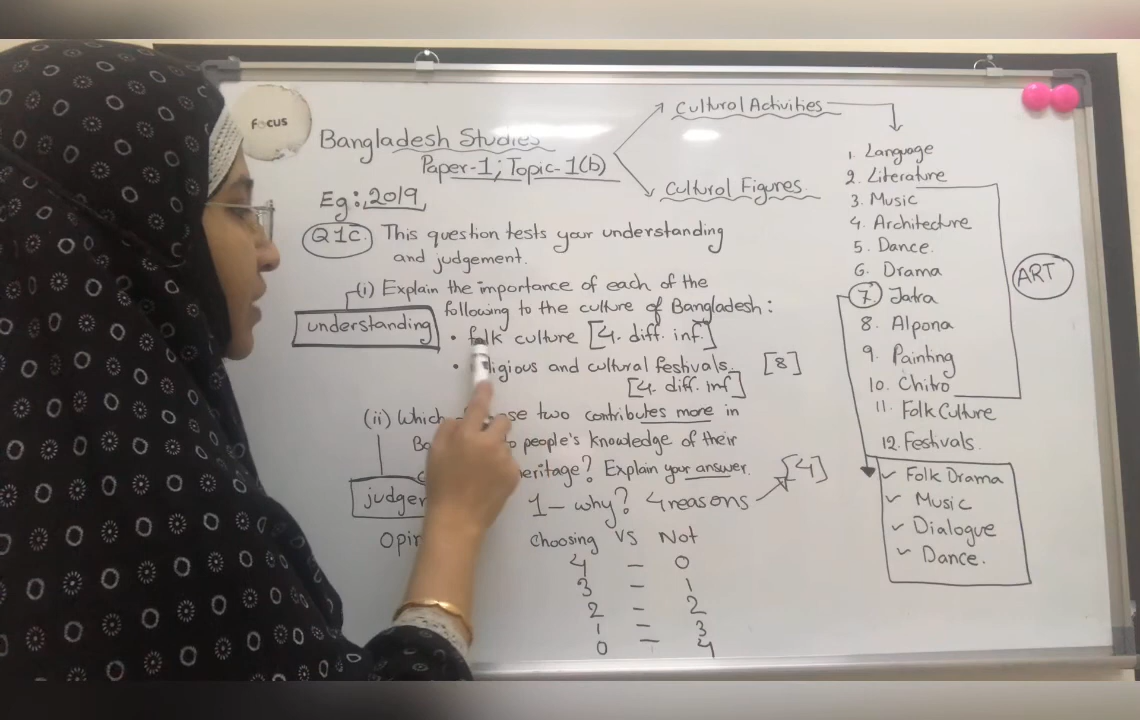 Focus
Bangladesh Studies
Paper-1; Topic-1(b)
Cultural Activities
Cultural Figures
Eg: 2019
Q1c. This question tests your understanding
and judgement.
(i) Explain the importance of each of the
following to the culture of Bangladesh:
understanding
• folk culture [4. diff. inf.]
• religious and cultural festivals [8]
[4. diff. inf]
(ii) Which two contributes more in
people's knowledge of their
heritage? Explain your answer. [4]
1- why? 4 reasons
Choosing VS Not
4 - 0
3 - 1
2 - 2
1 - 3
0 - 4
1. Language
2. Literature
3. Music
4. Architecture
5. Dance.
6. Drama
7 Jatra
8. Alpona
9. Painting
10. Chitro
11. Folk Culture
12. Festivals.
ART
✓ Folk Drama
✓ Music
✓ Dialogue
✓ Dance.